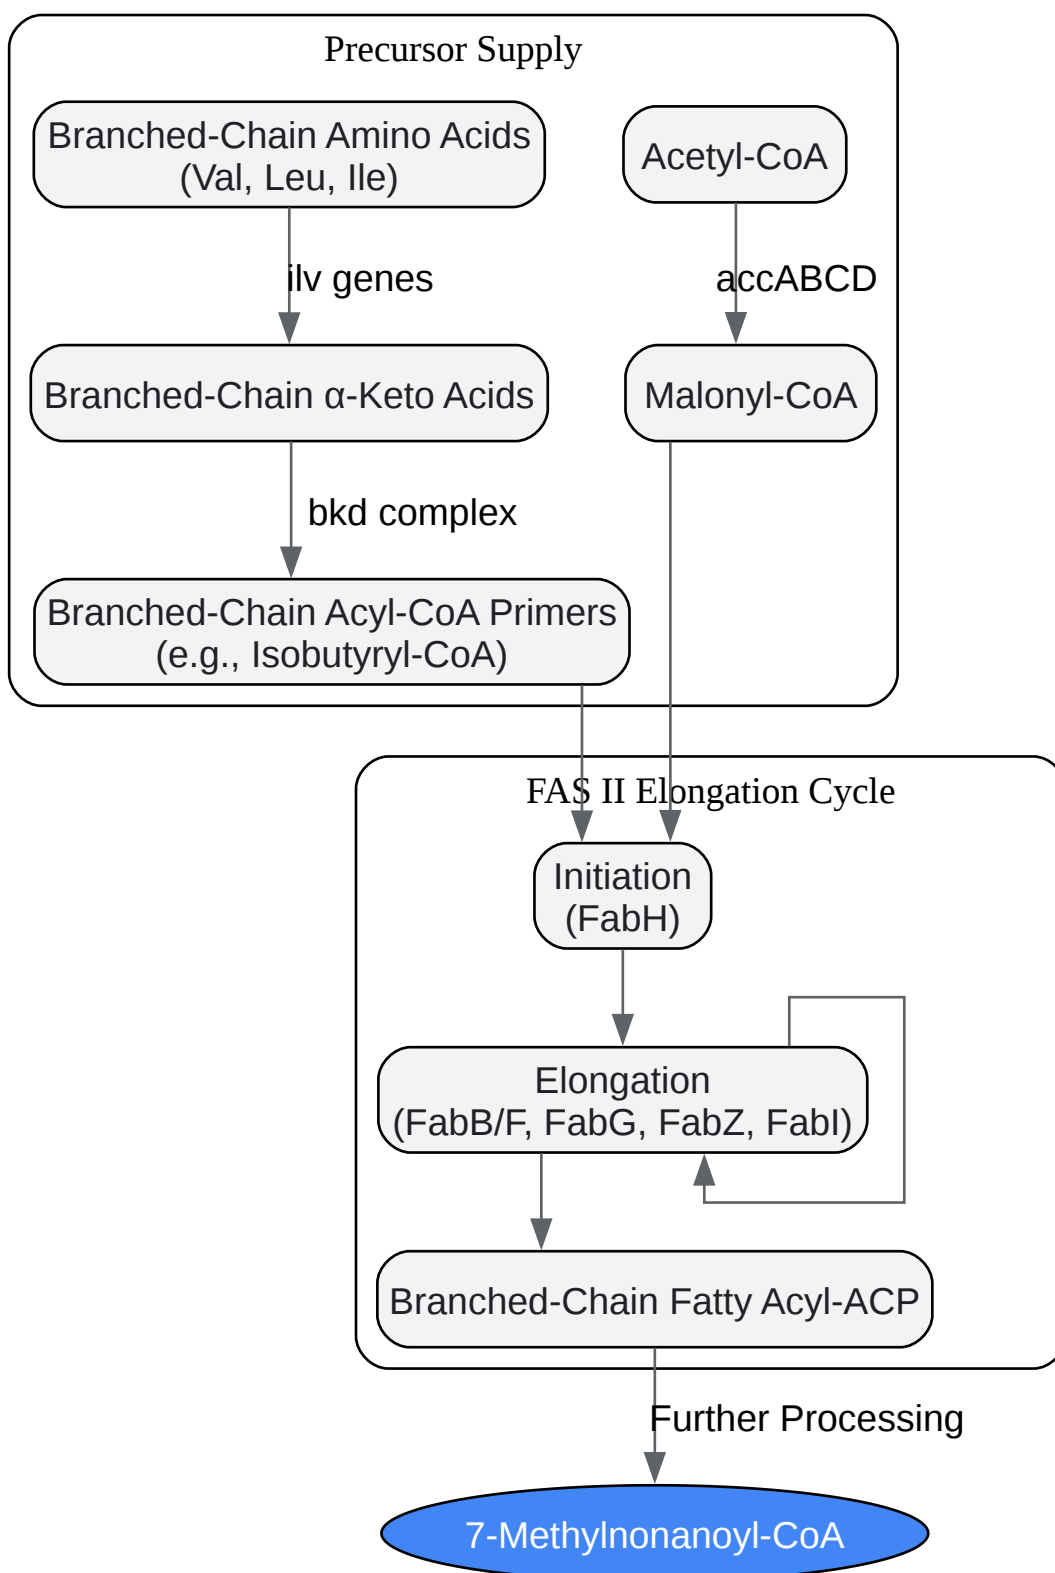 Precursor Supply
Branched-Chain Amino Acids
(Val, Leu, Ile)
Acetyl-CoA
ilv genes
accABCD
Branched-Chain α-Keto Acids
Malonyl-CoA
bkd complex
Branched-Chain Acyl-CoA Primers
(e.g., Isobutyryl-CoA)
FAS II Elongation Cycle
Initiation
(FabH)
Elongation
(FabB/F, FabG, FabZ, FabI)
Branched-Chain Fatty Acyl-ACP
Further Processing
7-Methylnonanoyl-CoA